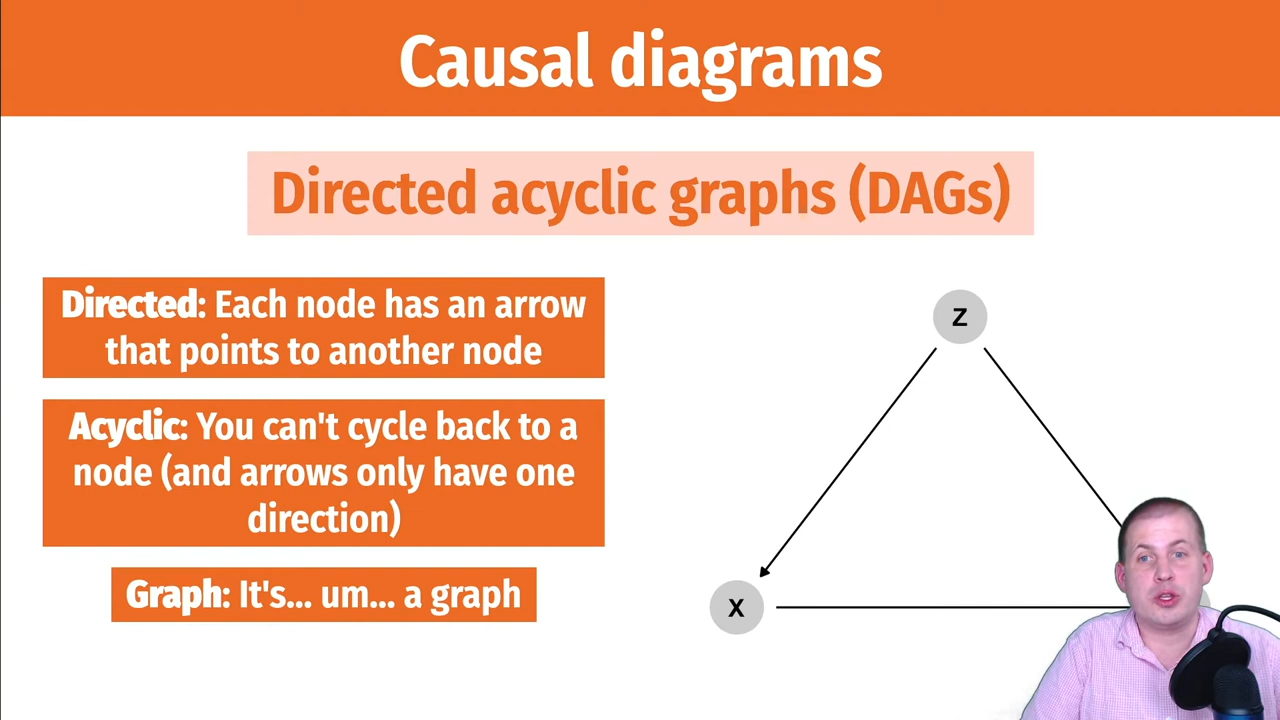 Causal diagrams
Directed acyclic graphs (DAGs)
Directed: Each node has an arrow
that points to another node
Acyclic: You can't cycle back to a
node (and arrows only have one
direction)
Graph: It's... um... a graph
Z
X